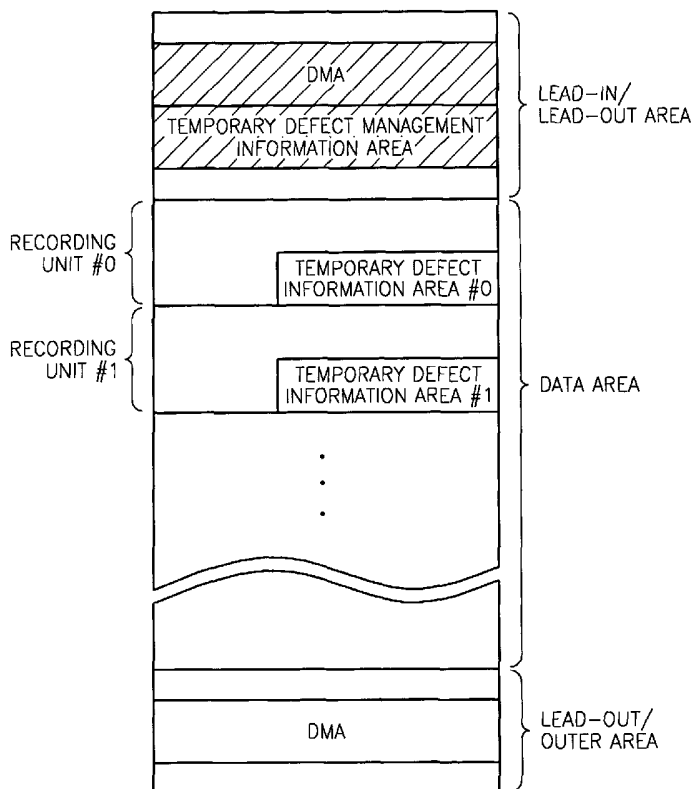 DMA
TEMPORARY DEFECT MANAGEMENT
INFORMATION AREA
LEAD-IN/
LEAD-OUT AREA
RECORDING
UNIT #0
TEMPORARY DEFECT
INFORMATION AREA #0
RECORDING
UNIT #1
TEMPORARY DEFECT
INFORMATION AREA #1
DATA AREA
DMA
LEAD-OUT/
OUTER AREA